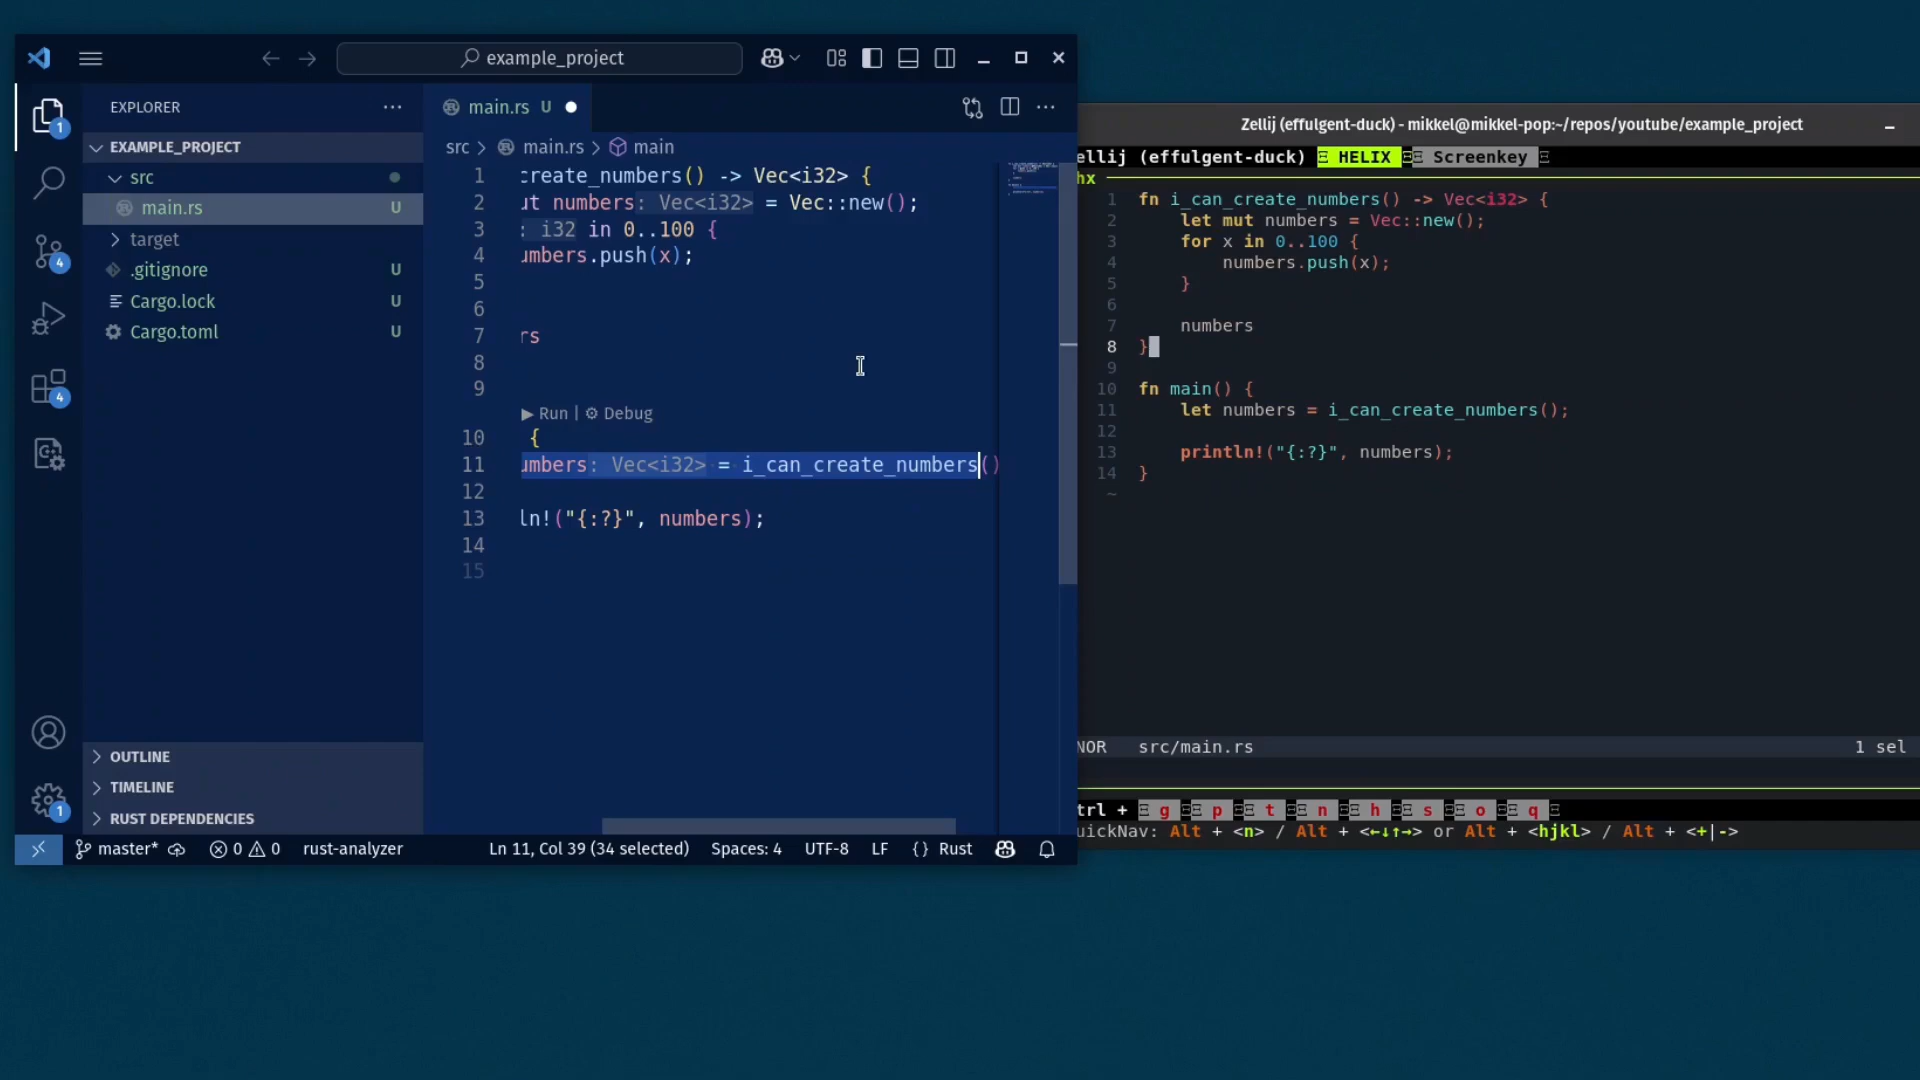 example_project
EXPLORER
EXAMPLE_PROJECT
src
main.rs U
target
.gitignore U
Cargo.lock U
Cargo.toml U
1
4
4
OUTLINE
TIMELINE
RUST DEPENDENCIES
1
main.rs U
src > main.rs > main
1 create_numbers() -> Vec<i32> {
2 ut numbers: Vec<i32> = Vec::new();
3 : i32 in 0..100 {
4 umbers.push(x);
5
6
7 rs
8
9
Run | Debug
10 {
11 umbers: Vec<i32> = i_can_create_numbers()
12
13 ln!("{:?}", numbers);
14
15
master* 0 0 rust-analyzer Ln 11, Col 39 (34 selected) Spaces: 4 UTF-8 LF {} Rust
Zellij (effulgent-duck) - mikkel@mikkel-pop:~/repos/youtube/example_project
ellij (effulgent-duck) HELIX Screenkey
hx
1 fn i_can_create_numbers() -> Vec<i32> {
2 let mut numbers = Vec::new();
3 for x in 0..100 {
4 numbers.push(x);
5 }
6
7 numbers
8 }
9
10 fn main() {
11 let numbers = i_can_create_numbers();
12
13 println!("{:?}", numbers);
14 }
~
NOR src/main.rs 1 sel
trl + g p t n h s o q
uickNav: Alt + <n> / Alt + <←↓↑→> or Alt + <hjkl> / Alt + <+|->